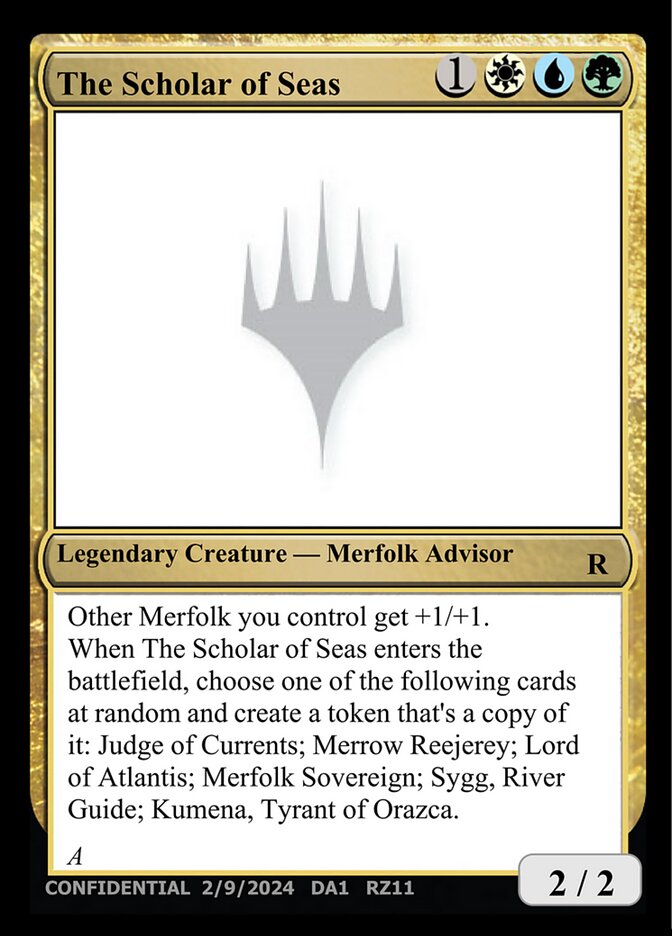 The Scholar of Seas 1
Legendary Creature — Merfolk Advisor R
Other Merfolk you control get +1/+1.
When The Scholar of Seas enters the
battlefield, choose one of the following cards
at random and create a token that's a copy of
it: Judge of Currents; Merrow Reejerey; Lord
of Atlantis; Merfolk Sovereign; Sygg, River
Guide; Kumena, Tyrant of Orazca.
A
CONFIDENTIAL 2/9/2024 DA1 RZ11
2 / 2